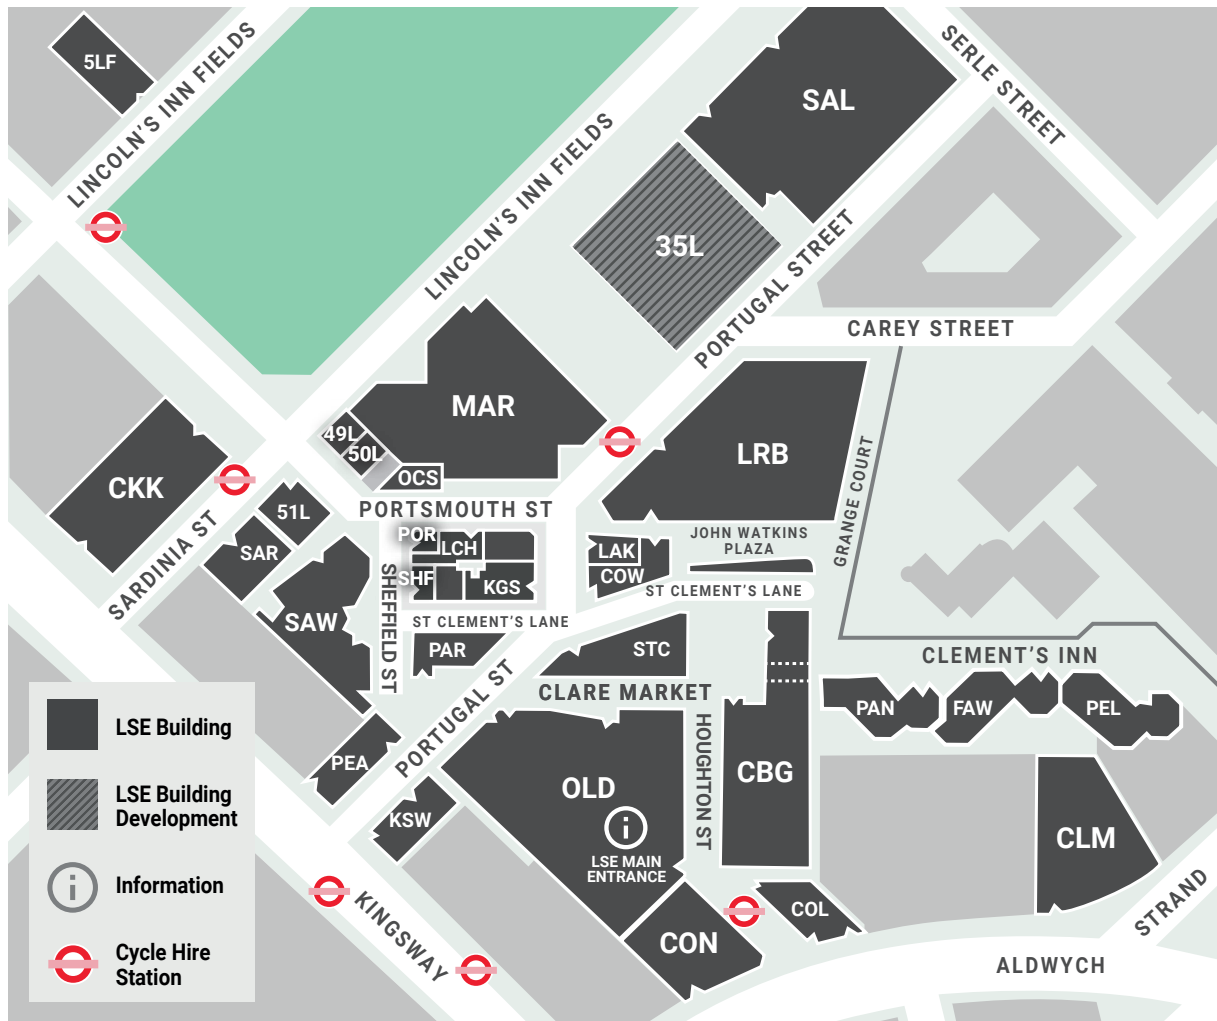 5LF
LINCOLN'S INN FIELDS
SERLE STREET
SAL
LINCOLN'S INN FIELDS
35L
PORTUGAL STREET
CAREY STREET
MAR
49L
50L
OCS
LRB
GRANGE COURT
CKK
51L
PORTSMOUTH ST
SARDINIA ST
SAR
POR
LCH
JOHN WATKINS
PLAZA
LAK
COW
SHF
KGS
SHEFFIELD ST
ST CLEMENT'S LANE
ST CLEMENT'S LANE
SAW
PAR
STC
CLEMENT'S INN
CLARE MARKET
PORTUGAL ST
HOUGHTON ST
PAN
FAW
PEL
PEA
OLD
CBG
KSW
LSE MAIN
ENTRANCE
CLM
COL
CON
KINGSWAY
STRAND
ALDWYCH
LSE Building
LSE Building
Development
Information
Cycle Hire
Station